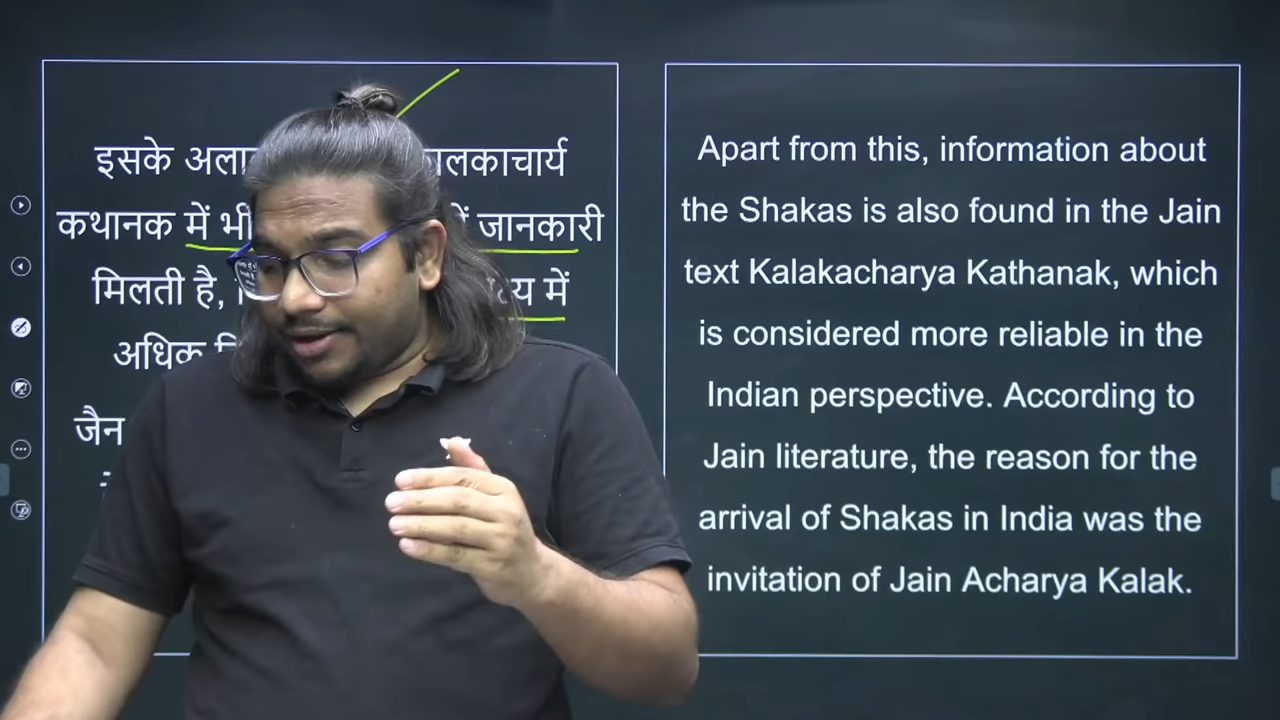 इसके
कथानक में भी जानकारी
मिलती है, में
अधिक
जैन
Apart from this, information about
the Shakas is also found in the Jain
text Kalakacharya Kathanak, which
is considered more reliable in the
Indian perspective. According to
Jain literature, the reason for the
arrival of Shakas in India was the
invitation of Jain Acharya Kalak.